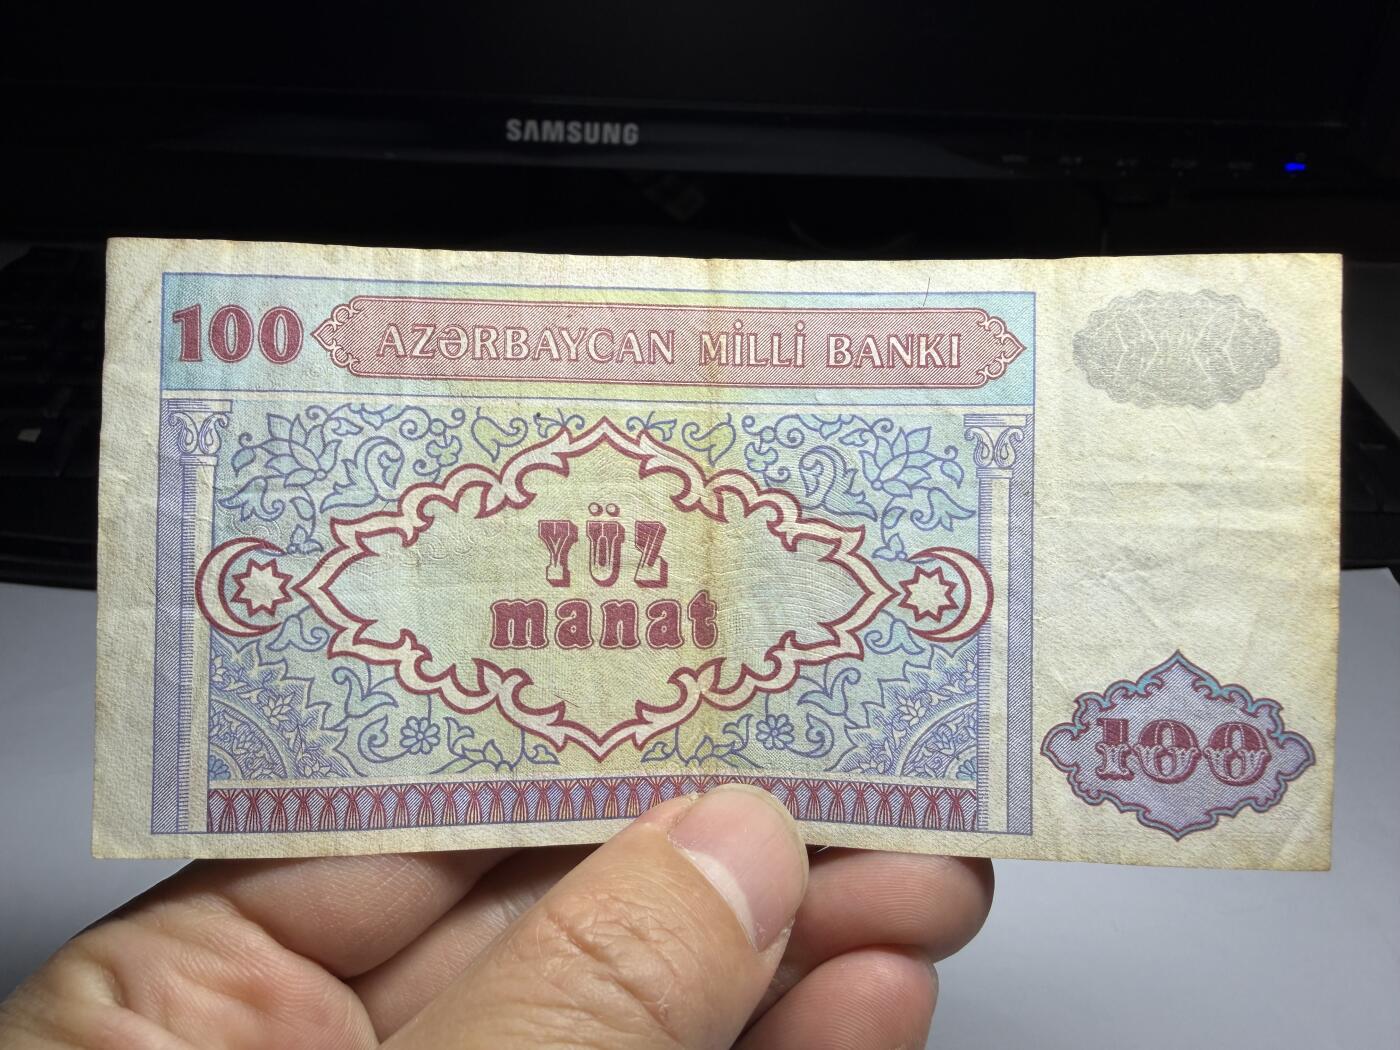 SAMSUNG
100 AZƏRBAYCAN MİLLİ BANKI
YÜZ
manat
100